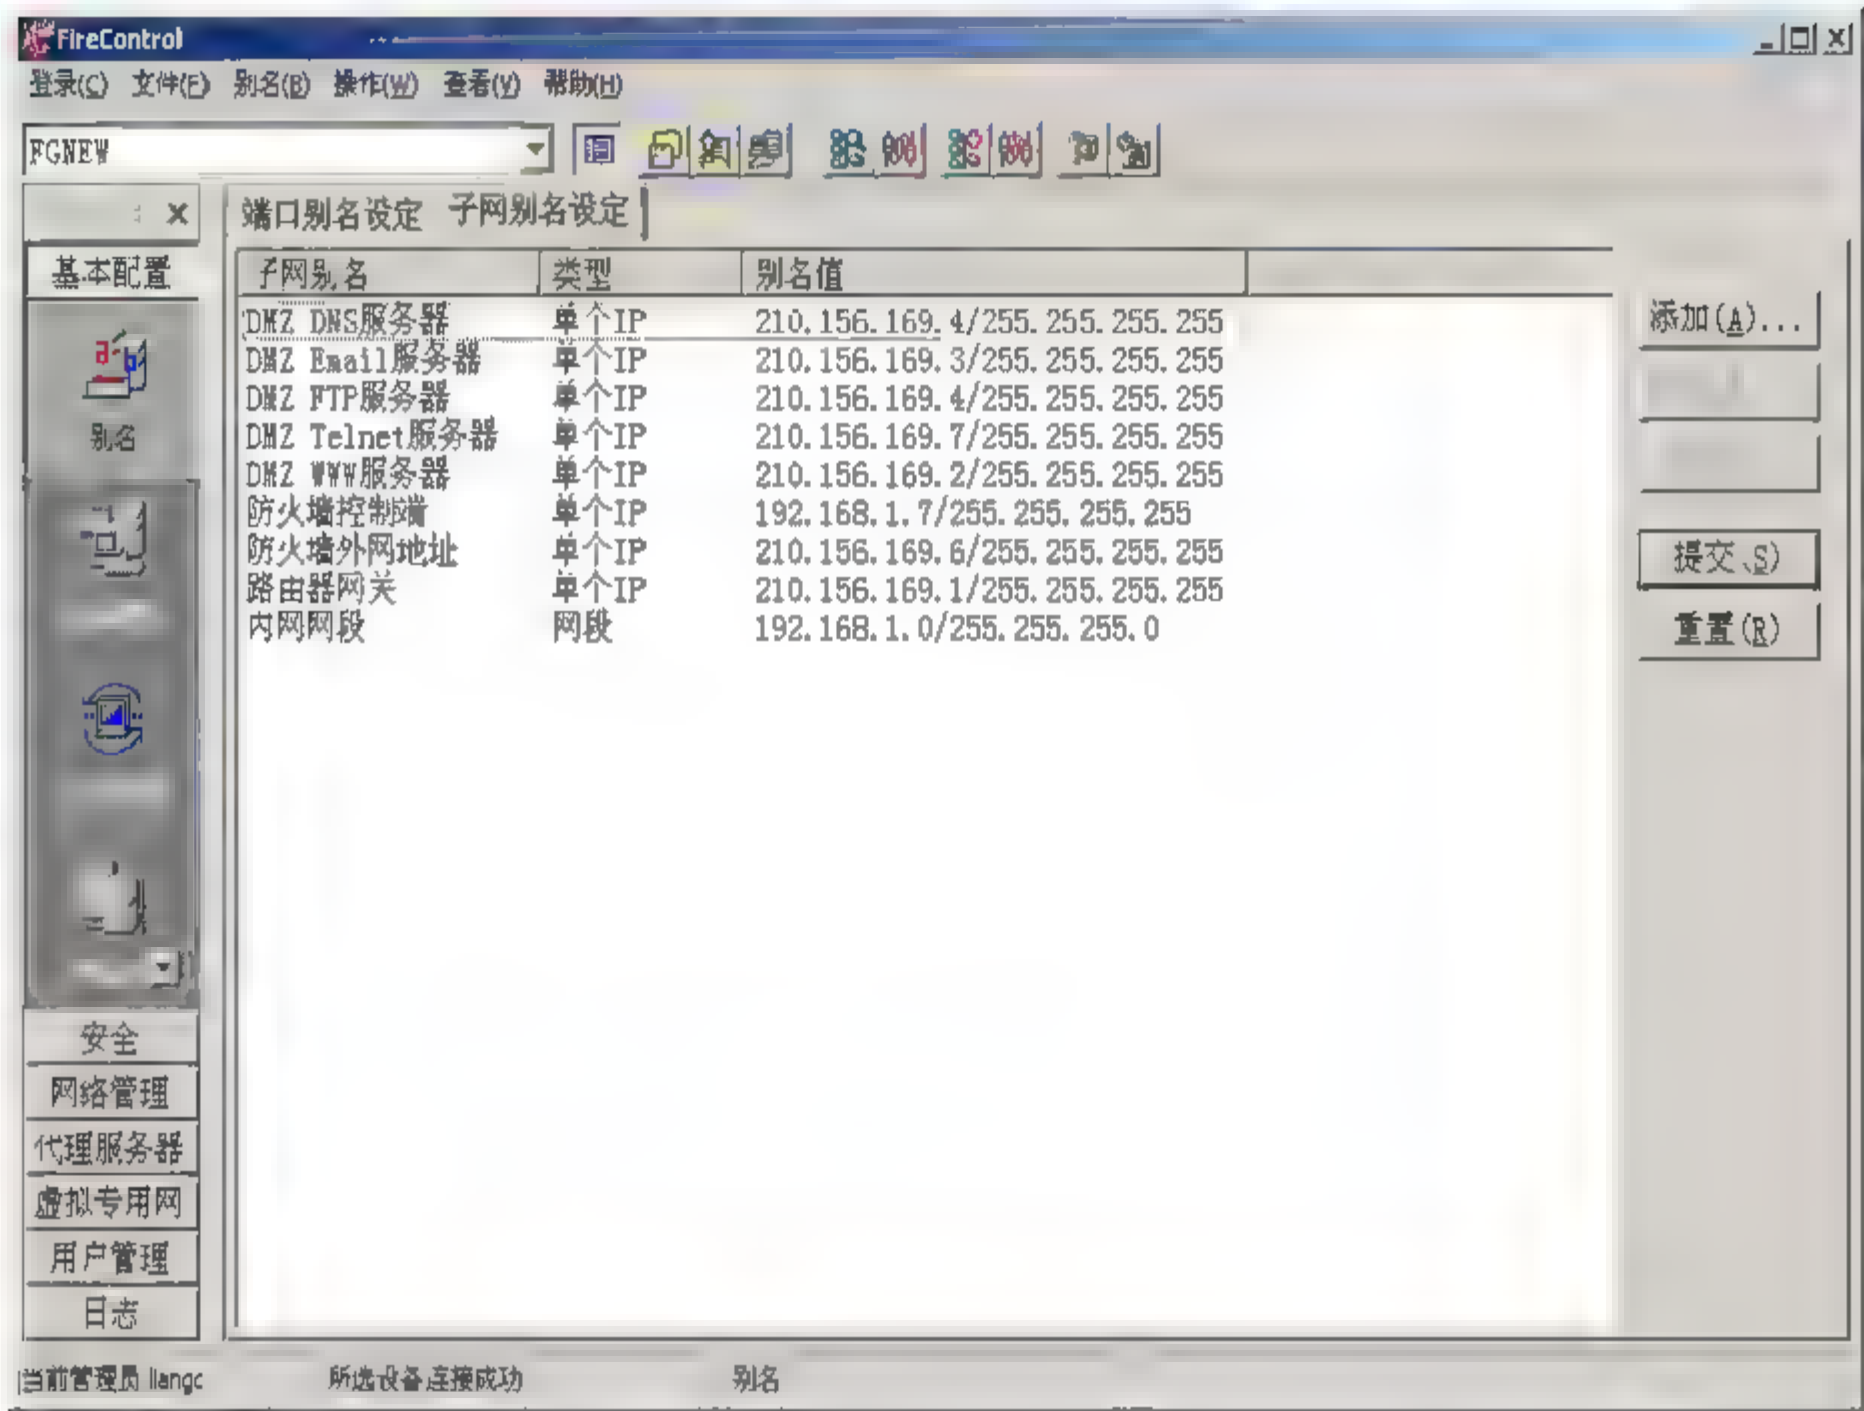 FireControl
登录(C) 文件(F) 别名(B) 操作(W) 查看(V) 帮助(H)
FGNEW
端口别名设定 子网别名设定
基本配置
子网别名 类型 别名值
DMZ DNS服务器 单个IP 210.156.169.4/255.255.255.255
DMZ Email服务器 单个IP 210.156.169.3/255.255.255.255
DMZ FTP服务器 单个IP 210.156.169.4/255.255.255.255
DMZ Telnet服务器 单个IP 210.156.169.7/255.255.255.255
DMZ WWW服务器 单个IP 210.156.169.2/255.255.255.255
防火墙控制端 单个IP 192.168.1.7/255.255.255.255
防火墙外网地址 单个IP 210.156.169.6/255.255.255.255
路由器网关 单个IP 210.156.169.1/255.255.255.255
内网网段 网段 192.168.1.0/255.255.255.0
添加(A)...
提交(S)
重置(R)
别名
安全
网络管理
代理服务器
虚拟专用网
用户管理
日志
当前管理员 liangc 所选设备连接成功 别名